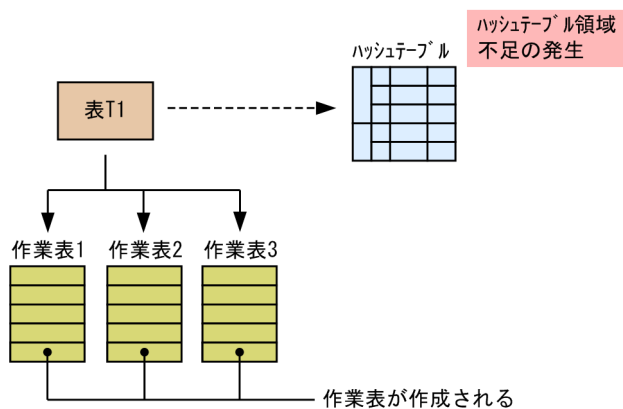 ﾊｯｼｭﾃｰﾌﾞﾙ領域
不足の発生
ﾊｯｼｭﾃｰﾌﾞﾙ
表T1
作業表1 作業表2 作業表3
作業表が作成される